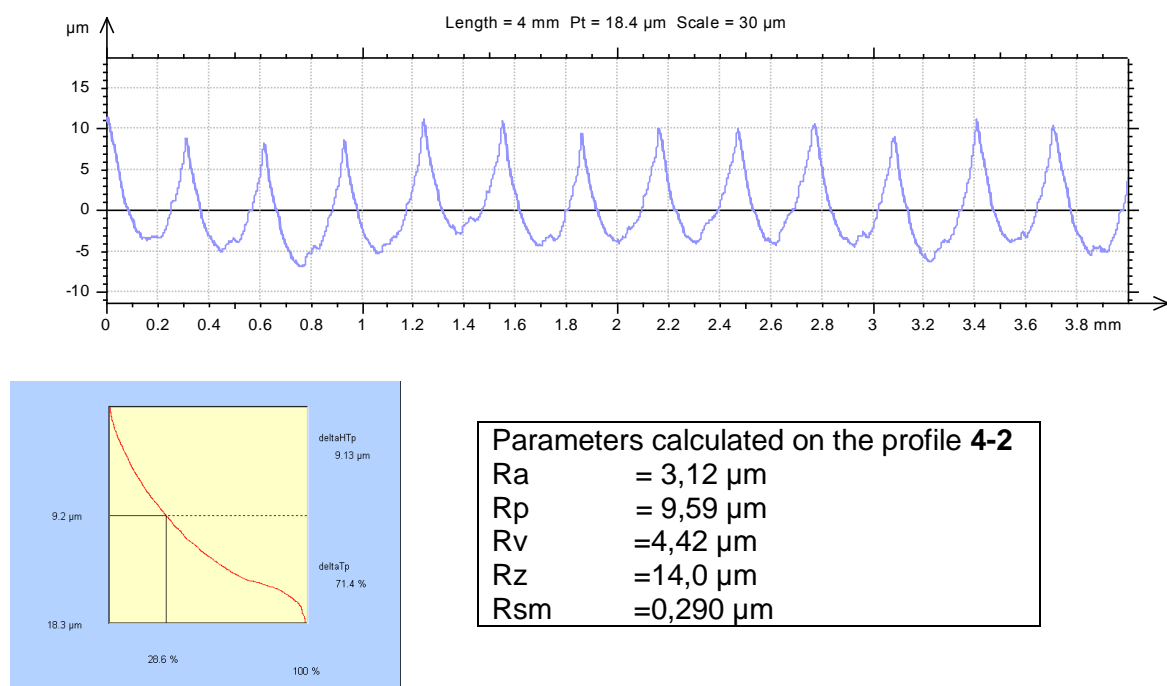 Length = 4 mm Pt = 18.4 µm Scale = 30 µm
µm
15
10
5
0
-5
-10
0 0.2 0.4 0.6 0.8 1 1.2 1.4 1.6 1.8 2 2.2 2.4 2.6 2.8 3 3.2 3.4 3.6 3.8 mm
deltaHTp
9.13 µm
9.2 µm
deltaTp
71.4 %
18.3 µm
28.6 %
100 %
Parameters calculated on the profile 4-2
Ra = 3,12 µm
Rp = 9,59 µm
Rv =4,42 µm
Rz =14,0 µm
Rsm =0,290 µm